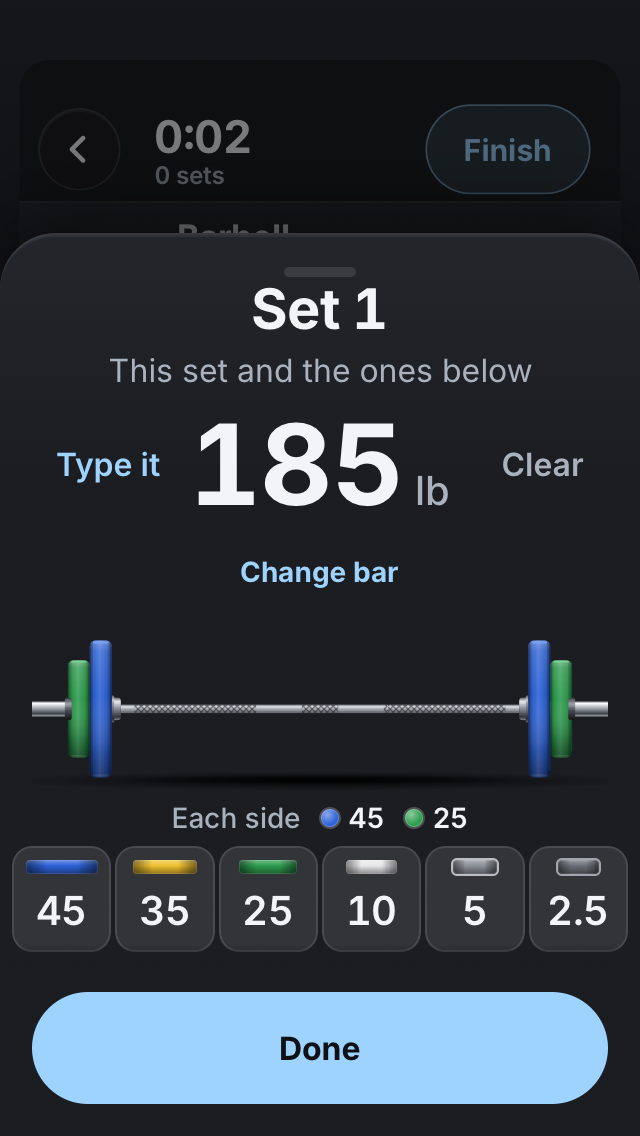 0:02
0 sets
Finish
Barbell
Set 1
This set and the ones below
Type it
185 lb
Clear
Change bar
Each side 45 25
45 35 25 10 5 2.5
Done